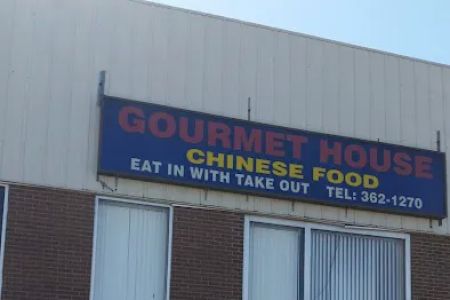 GOURMET HOUSE
CHINESE FOOD
EAT IN WITH TAKE OUT TEL: 362-1270